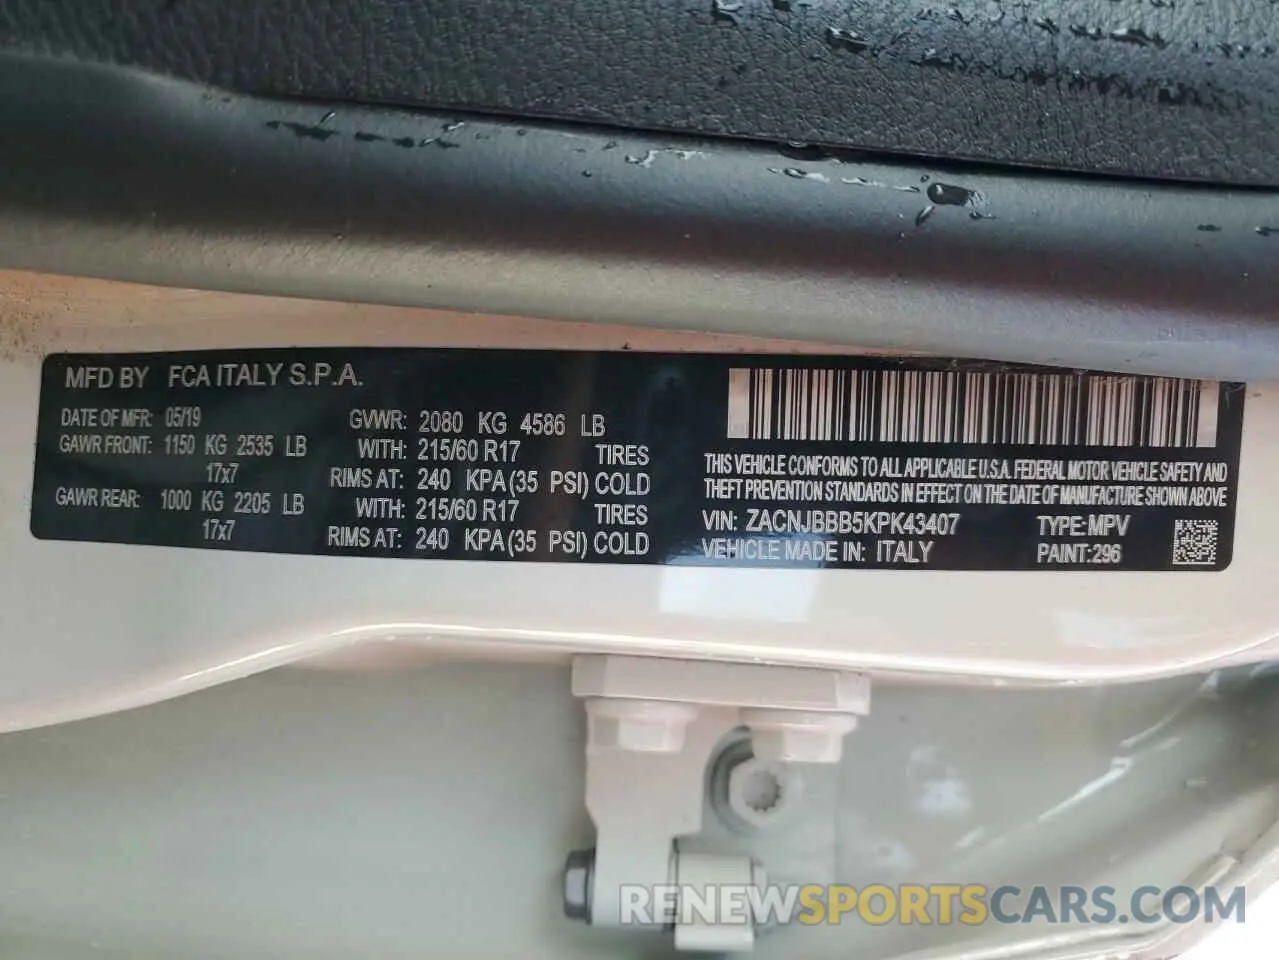 MFD BY FCA ITALY S.P.A.
DATE OF MFR: 05/19 GVWR: 2080 KG 4586 LB
GAWR FRONT: 1150 KG 2535 LB WITH: 215/60 R17 TIRES
17x7 RIMS AT: 240 KPA (35 PSI) COLD
GAWR REAR: 1000 KG 2205 LB WITH: 215/60 R17 TIRES
17x7 RIMS AT: 240 KPA (35 PSI) COLD
THIS VEHICLE CONFORMS TO ALL APPLICABLE U.S.A. FEDERAL MOTOR VEHICLE SAFETY AND
THEFT PREVENTION STANDARDS IN EFFECT ON THE DATE OF MANUFACTURE SHOWN ABOVE
VIN: ZACNJBBB5KPK43407 TYPE: MPV
VEHICLE MADE IN: ITALY PAINT: 296
RENEWSPORTSCARS.COM